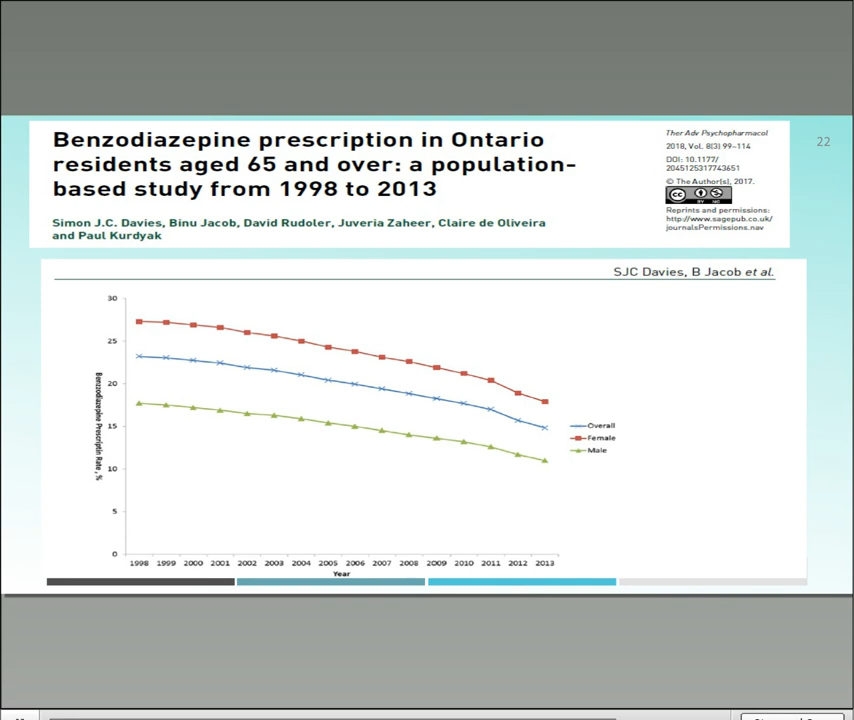 Benzodiazepine prescription in Ontario
residents aged 65 and over: a population-
based study from 1998 to 2013
Simon J.C. Davies, Binu Jacob, David Rudoler, Juveria Zaheer, Claire de Oliveira
and Paul Kurdyak
Ther Adv Psychopharmacol
2018, Vol. 8(3) 99–114
DOI: 10.1177/
2045125317743651
© The Author(s), 2017.
cc
BY NC
Reprints and permissions:
http://www.sagepub.co.uk/
journalsPermissions.nav
22
SJC Davies, B Jacob et al.
Benzodiazepine Prescriptin Rate , %
30
25
20
15
10
5
0
1998 1999 2000 2001 2002 2003 2004 2005 2006 2007 2008 2009 2010 2011 2012 2013
Year
Overall
Female
Male